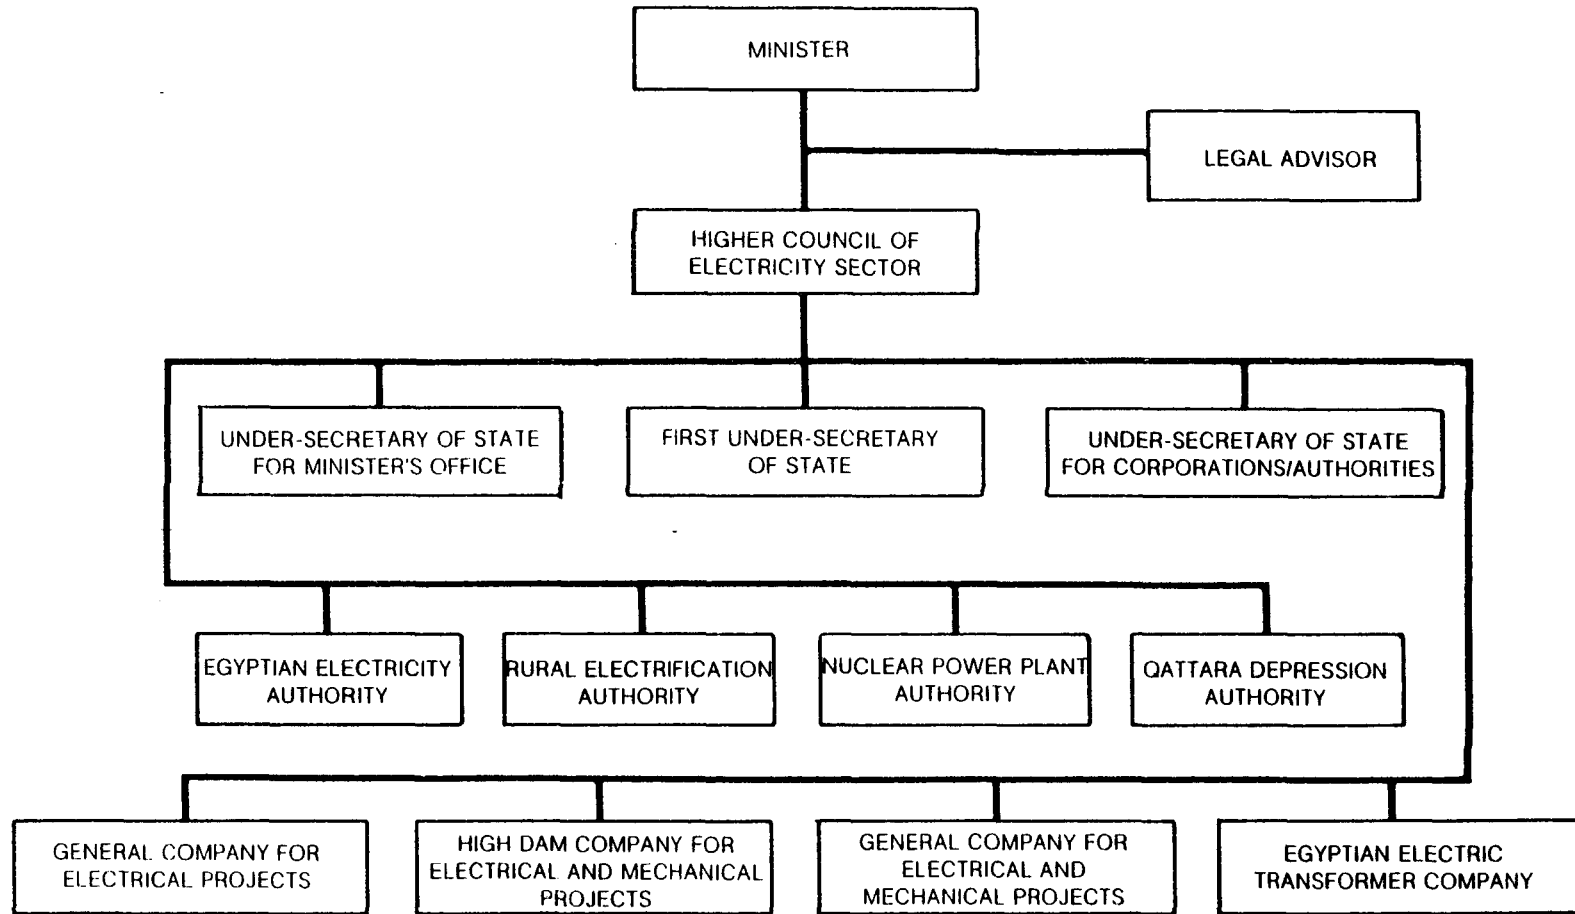 MINISTER
LEGAL ADVISOR
HIGHER COUNCIL OF
ELECTRICITY SECTOR
UNDER-SECRETARY OF STATE
FOR MINISTER'S OFFICE
FIRST UNDER-SECRETARY
OF STATE
UNDER-SECRETARY OF STATE
FOR CORPORATIONS/AUTHORITIES
EGYPTIAN ELECTRICITY
AUTHORITY
RURAL ELECTRIFICATION
AUTHORITY
NUCLEAR POWER PLANT
AUTHORITY
QATTARA DEPRESSION
AUTHORITY
GENERAL COMPANY FOR
ELECTRICAL PROJECTS
HIGH DAM COMPANY FOR
ELECTRICAL AND MECHANICAL
PROJECTS
GENERAL COMPANY FOR
ELECTRICAL AND
MECHANICAL PROJECTS
EGYPTIAN ELECTRIC
TRANSFORMER COMPANY